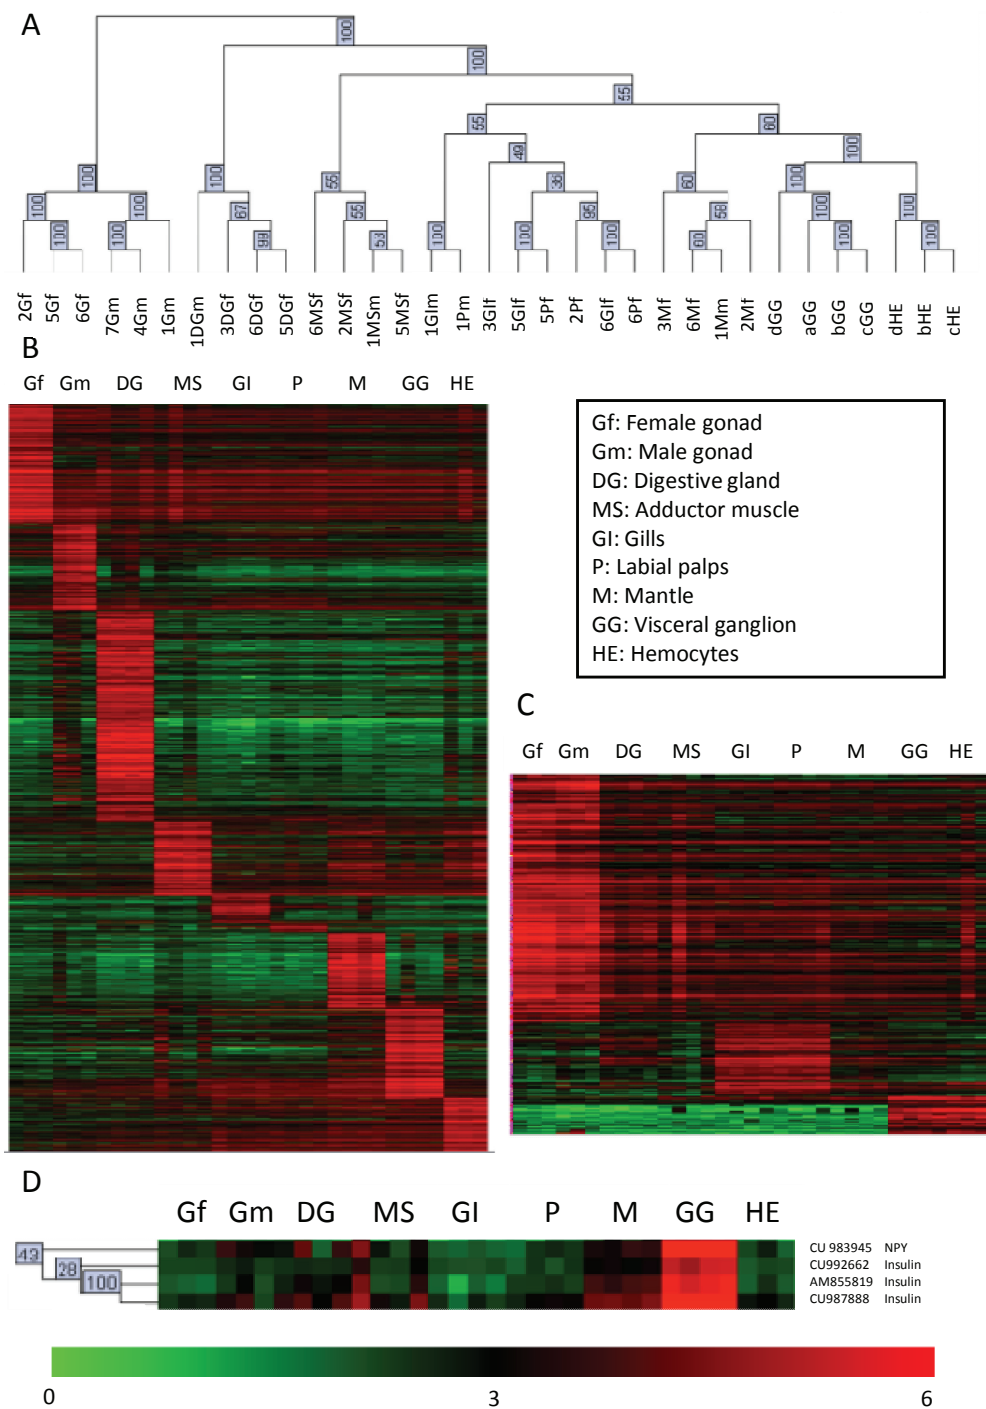 A
100
100
55
55
60
49
100
100
100
55
36
60
100
100
100
67
55
95
58
100
100
100
100
99
53
100
100
100
60
100
100
2Gf
5Gf
6Gf
7Gm
4Gm
1Gm
1DGm
3DGf
6DGf
5DGf
6MSf
2MSf
1MSm
5MSf
1GIm
1Pm
3GIf
5GIf
5Pf
2Pf
6GIf
6Pf
3Mf
6Mf
1Mm
2Mf
dGG
aGG
bGG
cGG
dHE
bHE
cHE
B
Gf Gm DG MS GI P M GG HE
Gf: Female gonad
Gm: Male gonad
DG: Digestive gland
MS: Adductor muscle
GI: Gills
P: Labial palps
M: Mantle
GG: Visceral ganglion
HE: Hemocytes
C
Gf Gm DG MS GI P M GG HE
D
Gf Gm DG MS GI P M GG HE
49
28
100
CU 983945 NPY
CU992662 Insulin
AM855819 Insulin
CU987888 Insulin
0 3 6